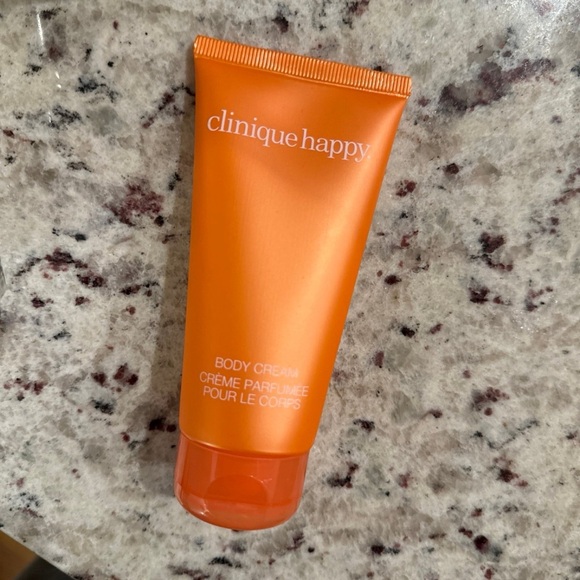 clinique happy.
BODY CREAM
CRÈME PARFUMÉE
POUR LE CORPS